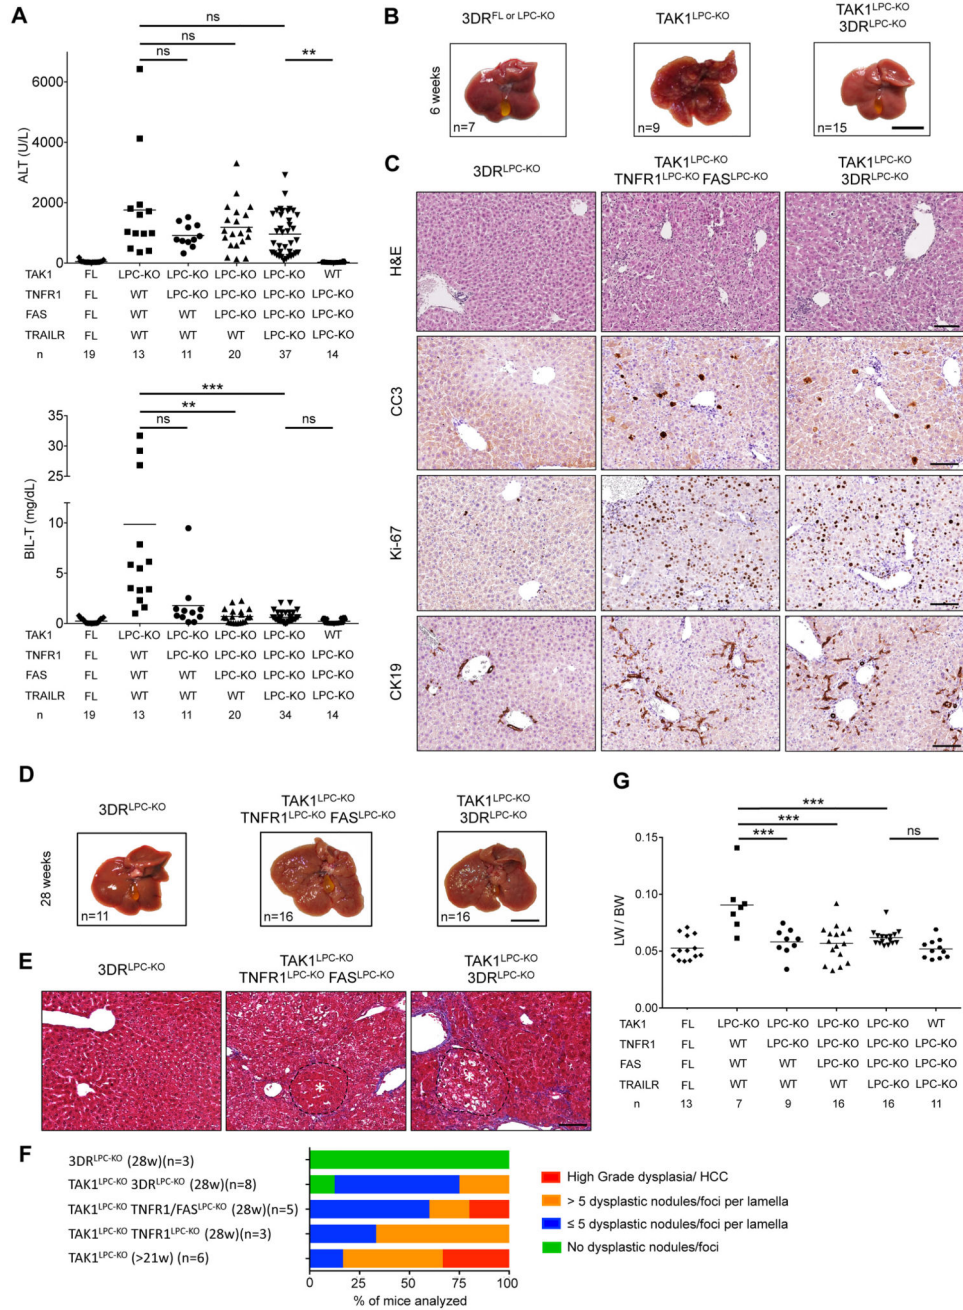 A
ns
ns
ns
**
6000
4000
2000
0
ALT (U/L)
TAK1 FL LPC-KO LPC-KO LPC-KO LPC-KO WT
TNFR1 FL WT LPC-KO LPC-KO LPC-KO LPC-KO
FAS FL WT WT LPC-KO LPC-KO LPC-KO
TRAILR FL WT WT WT LPC-KO LPC-KO
n 19 13 11 20 37 14
***
**
ns
ns
35
30
25
10
5
0
BIL-T (mg/dL)
TAK1 FL LPC-KO LPC-KO LPC-KO LPC-KO WT
TNFR1 FL WT LPC-KO LPC-KO LPC-KO LPC-KO
FAS FL WT WT LPC-KO LPC-KO LPC-KO
TRAILR FL WT WT WT LPC-KO LPC-KO
n 19 13 11 20 34 14
B
3DR^FL or LPC-KO
TAK1^LPC-KO
TAK1^LPC-KO
3DR^LPC-KO
6 weeks
n=7
n=9
n=15
C
3DR^LPC-KO
TAK1^LPC-KO
TNFR1^LPC-KO FAS^LPC-KO
TAK1^LPC-KO
3DR^LPC-KO
H&E
CC3
Ki-67
CK19
D
3DR^LPC-KO
TAK1^LPC-KO
TNFR1^LPC-KO FAS^LPC-KO
TAK1^LPC-KO
3DR^LPC-KO
28 weeks
n=11
n=16
n=16
E
3DR^LPC-KO
TAK1^LPC-KO
TNFR1^LPC-KO FAS^LPC-KO
TAK1^LPC-KO
3DR^LPC-KO
*
*
F
3DR^LPC-KO (28w)(n=3)
TAK1^LPC-KO 3DR^LPC-KO (28w)(n=8)
TAK1^LPC-KO TNFR1/FAS^LPC-KO (28w)(n=5)
TAK1^LPC-KO TNFR1^LPC-KO (28w)(n=3)
TAK1^LPC-KO (>21w) (n=6)
0 25 50 75 100
% of mice analyzed
High Grade dysplasia/ HCC
> 5 dysplastic nodules/foci per lamella
≤ 5 dysplastic nodules/foci per lamella
No dysplastic nodules/foci
G
***
***
***
ns
0.15
0.10
0.05
0.00
LW / BW
TAK1 FL LPC-KO LPC-KO LPC-KO LPC-KO WT
TNFR1 FL WT LPC-KO LPC-KO LPC-KO LPC-KO
FAS FL WT WT LPC-KO LPC-KO LPC-KO
TRAILR FL WT WT WT LPC-KO LPC-KO
n 13 7 9 16 16 11